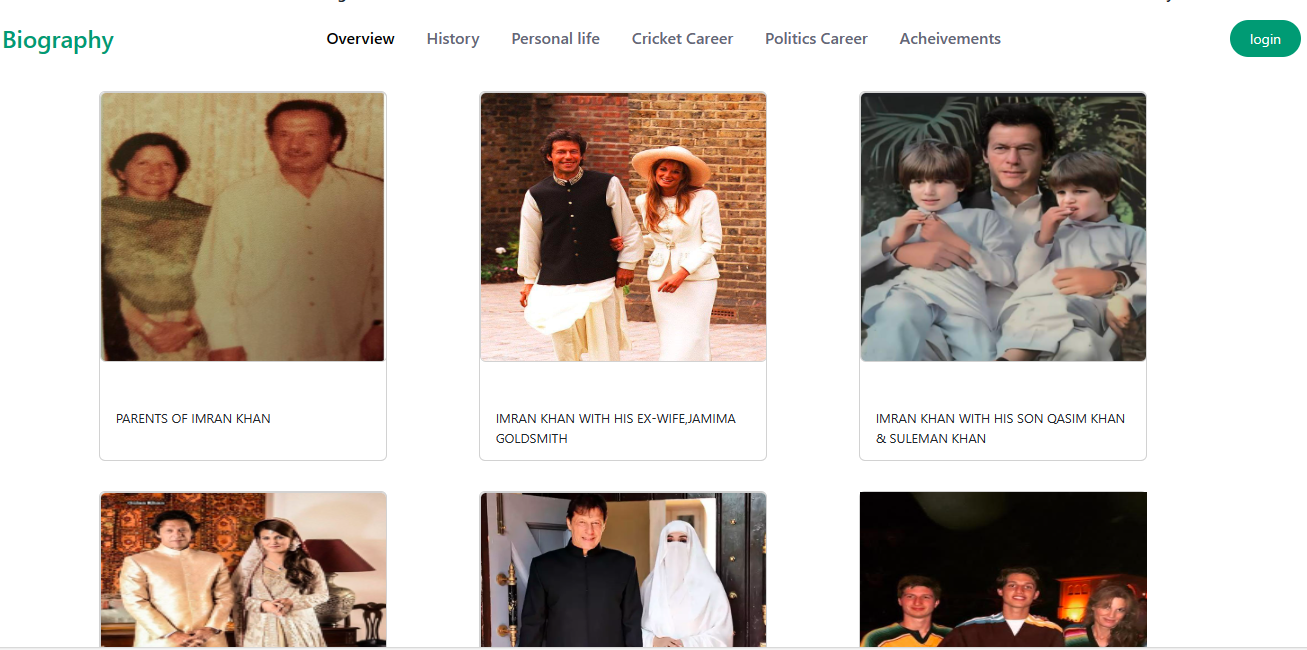 Biography
Overview
History
Personal life
Cricket Career
Politics Career
Acheivements
login
PARENTS OF IMRAN KHAN
IMRAN KHAN WITH HIS EX-WIFE,JAMIMA
GOLDSMITH
IMRAN KHAN WITH HIS SON QASIM KHAN
& SULEMAN KHAN